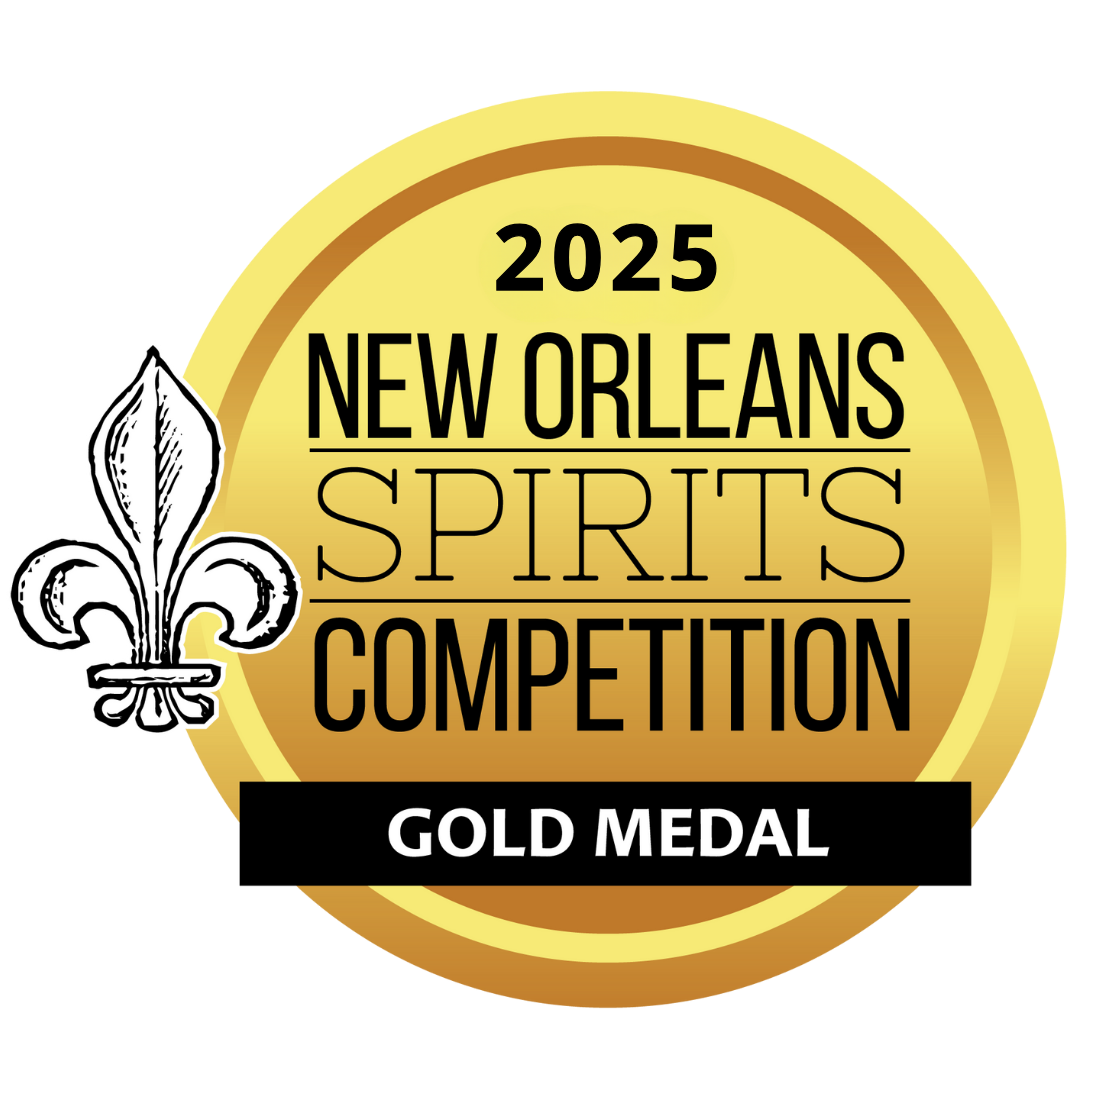 2025
NEW ORLEANS
SPIRITS
COMPETITION
GOLD MEDAL